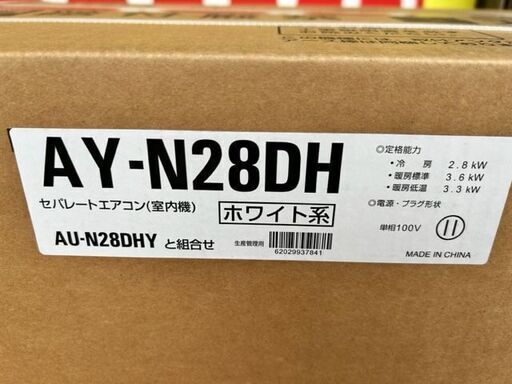 AY-N28DH
セパレートエアコン(室内機)
ホワイト系
AU-N28DHY と組合せ
生産管理用
62029937841
◎定格能力
・冷 房 2.8 kW
・暖房標準 3.6 kW
・暖房低温 3.3 kW
◎電源・プラグ形状
単相100V
MADE IN CHINA